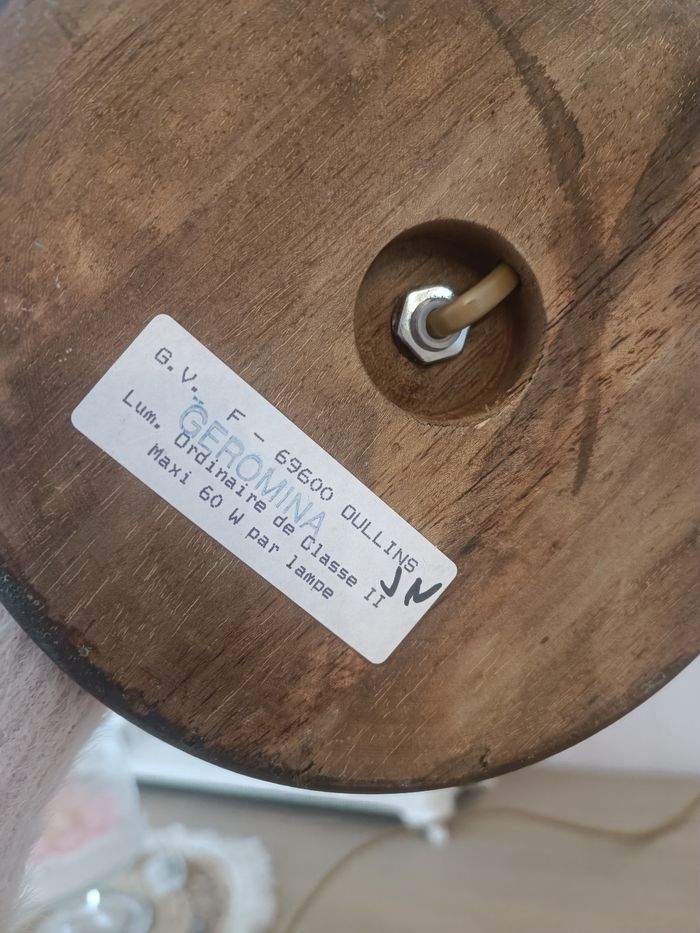 G.V. F - 69600 OULLINS
GEROMINA
Lum. Ordinaire de Classe II
Maxi 60 W par lampe
JN